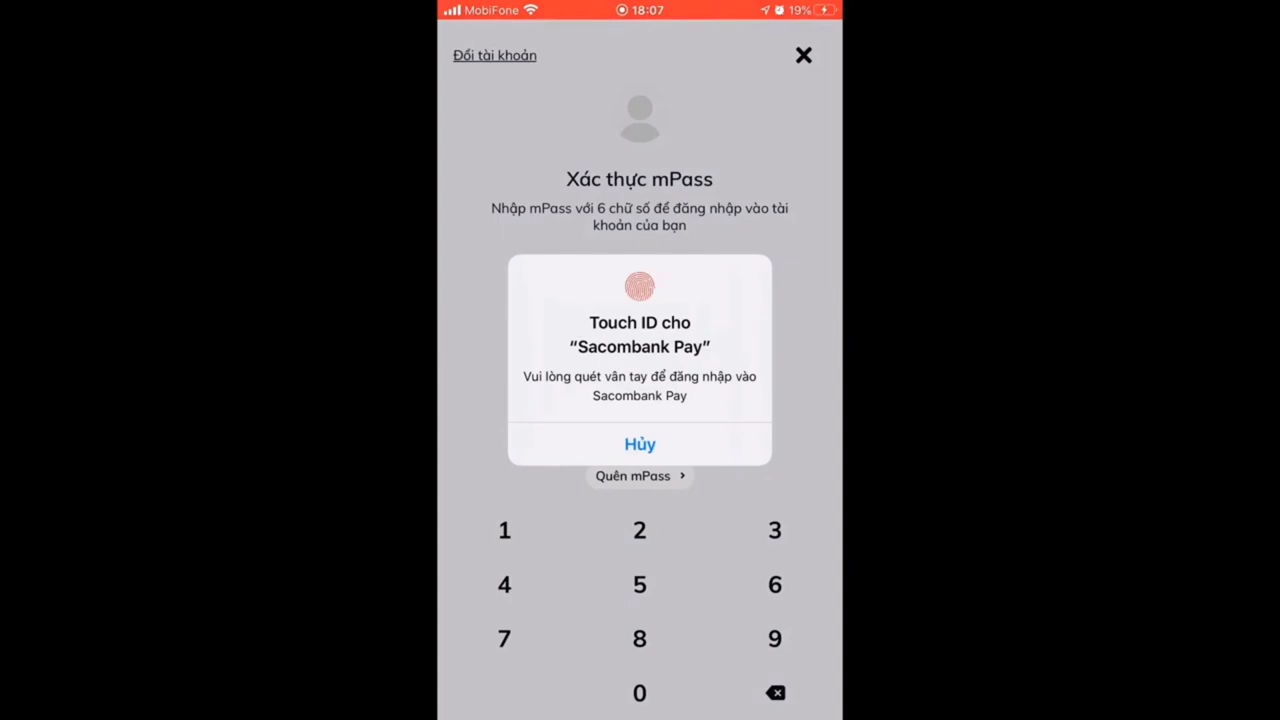 MobiFone 18:07 19%
Đổi tài khoản
Xác thực mPass
Nhập mPass với 6 chữ số để đăng nhập vào tài
khoản của bạn
Touch ID cho
“Sacombank Pay”
Vui lòng quét vân tay để đăng nhập vào
Sacombank Pay
Hủy
Quên mPass
1 2 3
4 5 6
7 8 9
0